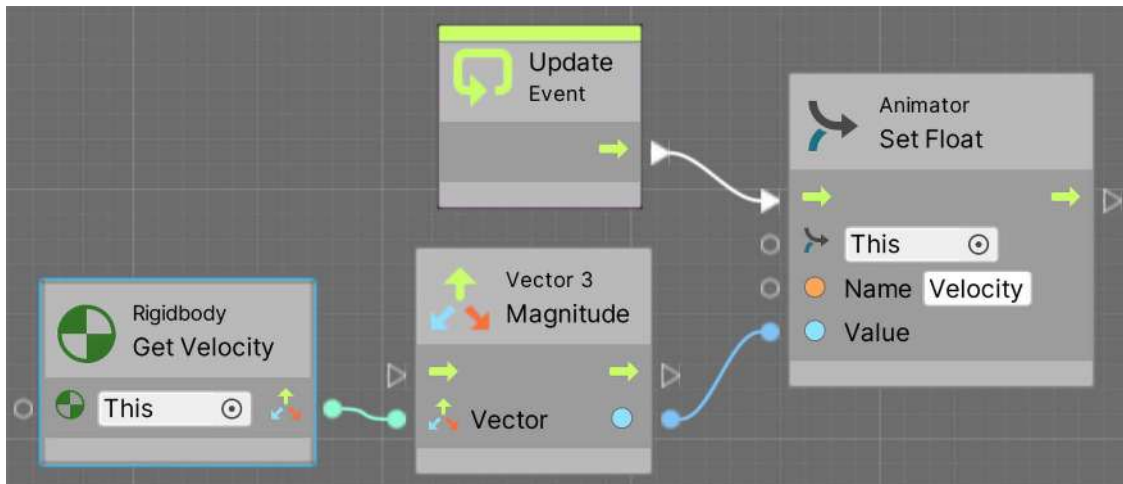 Update
Event
Animator
Set Float
This
Name Velocity
Value
Vector 3
Magnitude
Vector
Rigidbody
Get Velocity
This